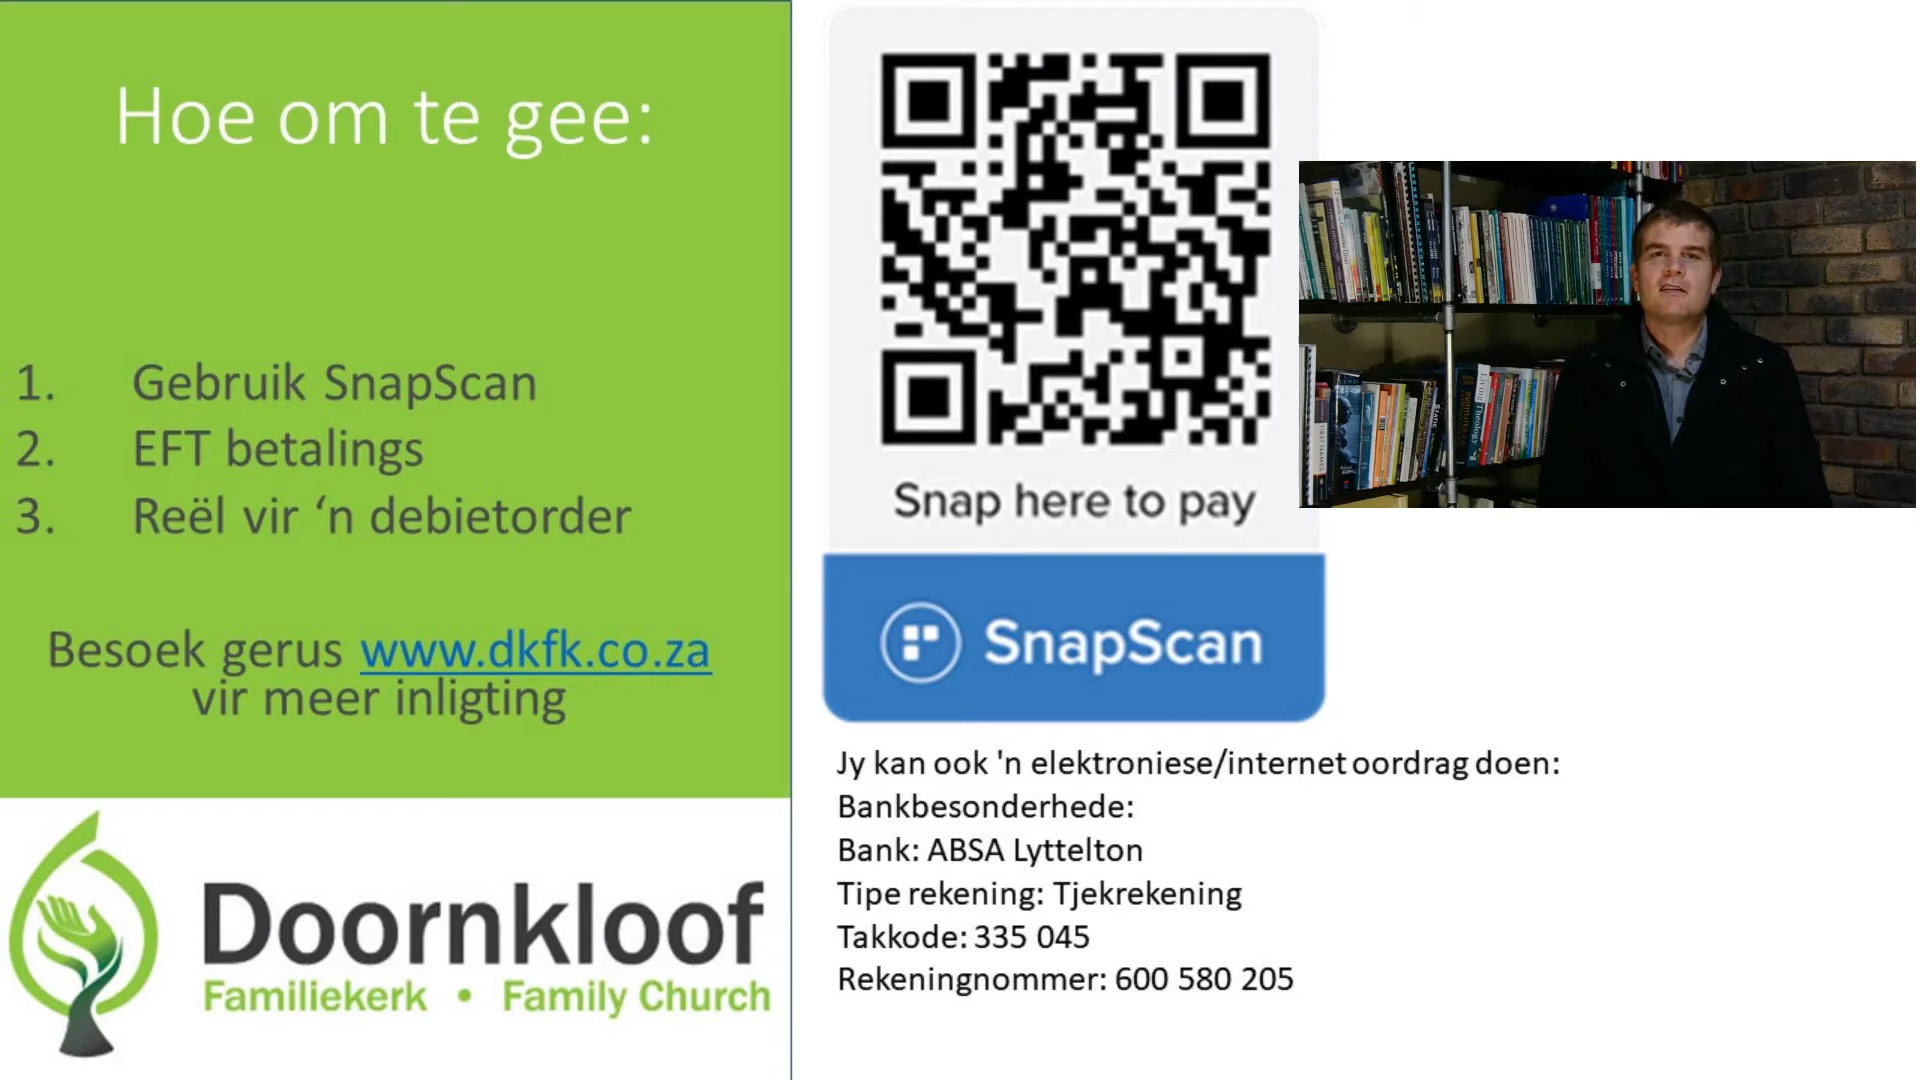 Hoe om te gee:
1. Gebruik SnapScan
2. EFT betalings
3. Reël vir ‘n debietorder
Besoek gerus www.dkfk.co.za
vir meer inligting
Doornkloof
Familiekerk • Family Church
Snap here to pay
SnapScan
Jy kan ook 'n elektroniese/internet oordrag doen:
Bankbesonderhede:
Bank: ABSA Lyttelton
Tipe rekening: Tjekrekening
Takkode: 335 045
Rekeningnommer: 600 580 205